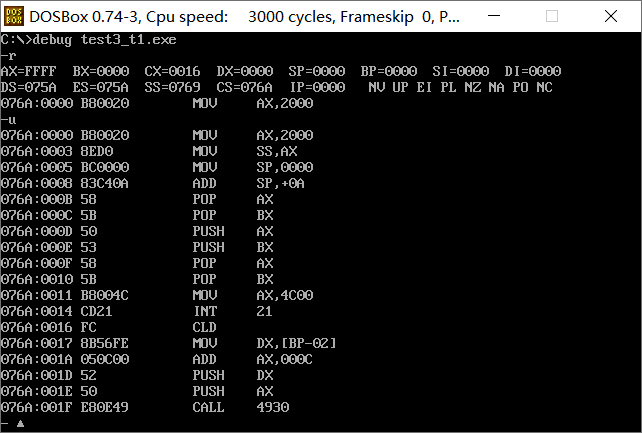 DOSBox 0.74-3, Cpu speed:    3000 cycles, Frameskip  0, P...
C:\>debug test3_t1.exe
-r
AX=FFFF  BX=0000  CX=0016  DX=0000  SP=0000  BP=0000  SI=0000  DI=0000
DS=075A  ES=075A  SS=0769  CS=076A  IP=0000   NV UP EI PL NZ NA PO NC
076A:0000 B80020        MOV     AX,2000
-u
076A:0000 B80020        MOV     AX,2000
076A:0003 8ED0          MOV     SS,AX
076A:0005 BC0000        MOV     SP,0000
076A:0008 83C40A        ADD     SP,+0A
076A:000B 58            POP     AX
076A:000C 5B            POP     BX
076A:000D 50            PUSH    AX
076A:000E 53            PUSH    BX
076A:000F 58            POP     AX
076A:0010 5B            POP     BX
076A:0011 B8004C        MOV     AX,4C00
076A:0014 CD21          INT     21
076A:0016 FC            CLD
076A:0017 8B56FE        MOV     DX,[BP-02]
076A:001A 050C00        ADD     AX,000C
076A:001D 52            PUSH    DX
076A:001E 50            PUSH    AX
076A:001F E80E49        CALL    4930
-